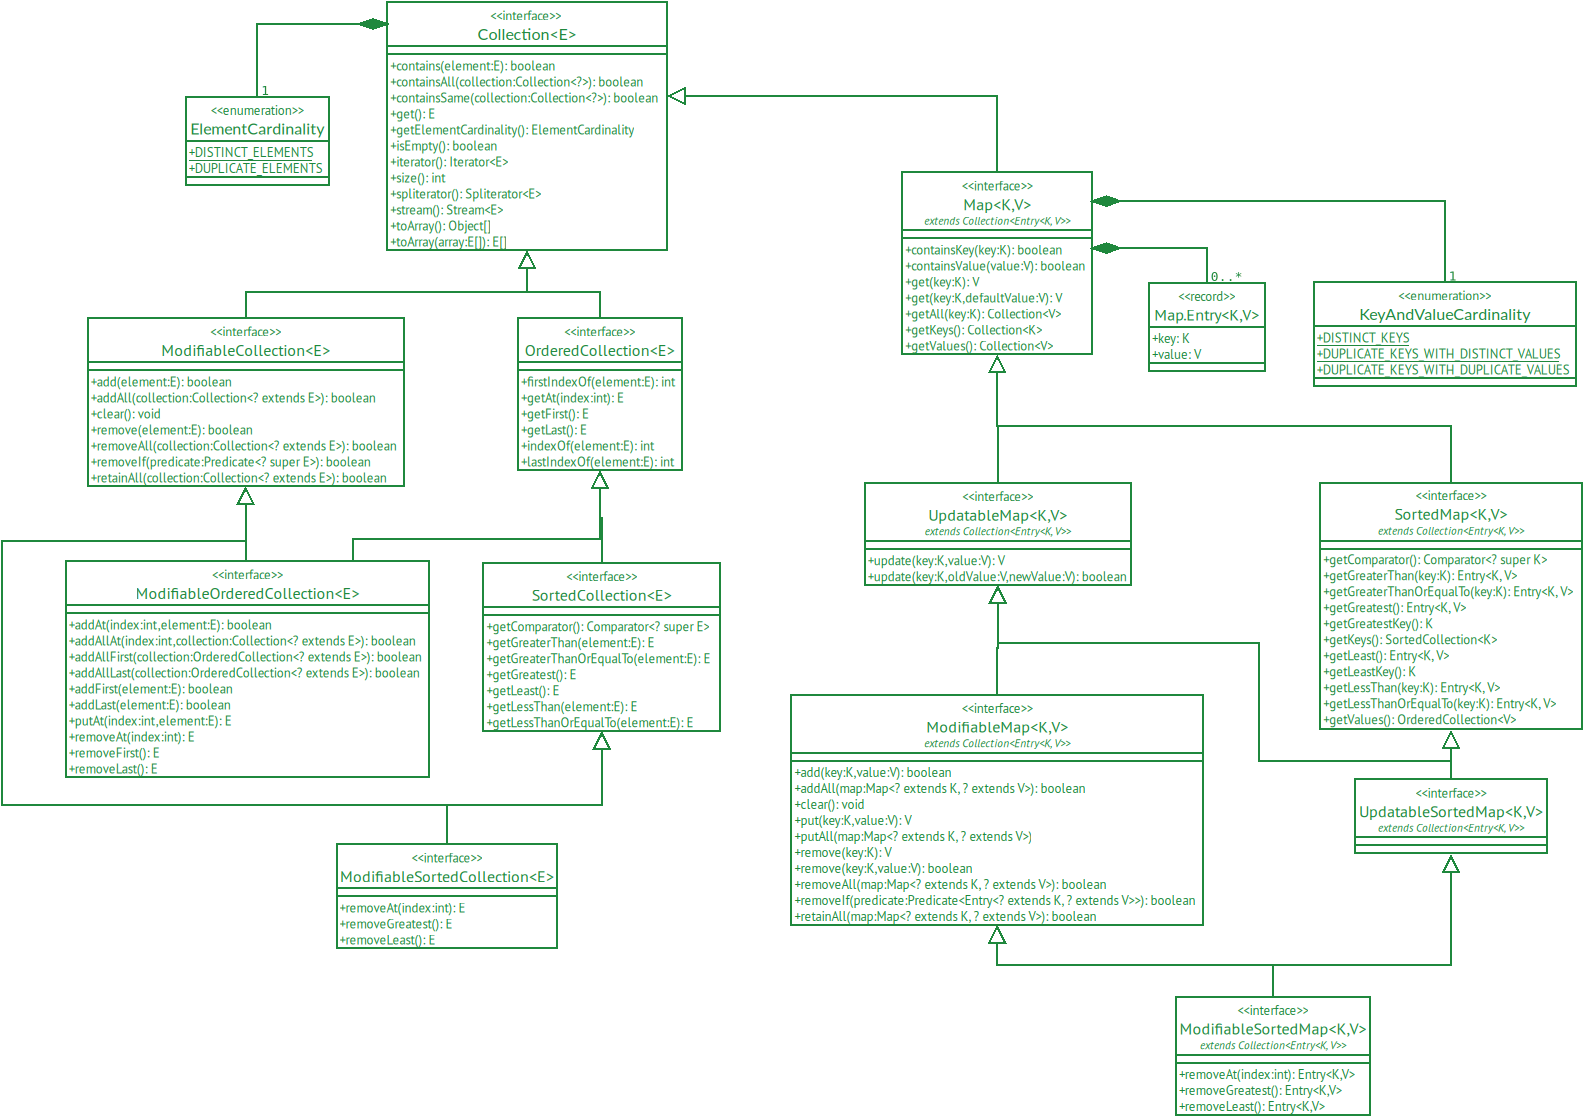 <<interface>>
Collection<E>
+contains(element:E): boolean
+containsAll(collection:Collection<?>): boolean
+containsSame(collection:Collection<?>): boolean
+get(): E
+getElementCardinality(): ElementCardinality
+isEmpty(): boolean
+iterator(): Iterator<E>
+size(): int
+spliterator(): Spliterator<E>
+stream(): Stream<E>
+toArray(): Object[]
+toArray(array:E[]): E[]
1
<<enumeration>>
ElementCardinality
+DISTINCT_ELEMENTS
+DUPLICATE_ELEMENTS
<<interface>>
Map<K,V>
extends Collection<Entry<K, V>>
+containsKey(key:K): boolean
+containsValue(value:V): boolean
+get(key:K): V
+get(key:K,defaultValue:V): V
+getAll(key:K): Collection<V>
+getKeys(): Collection<K>
+getValues(): Collection<V>
0..*
<<record>>
Map.Entry<K,V>
+key: K
+value: V
1
<<enumeration>>
KeyAndValueCardinality
+DISTINCT_KEYS
+DUPLICATE_KEYS_WITH_DISTINCT_VALUES
+DUPLICATE_KEYS_WITH_DUPLICATE_VALUES
<<interface>>
ModifiableCollection<E>
+add(element:E): boolean
+addAll(collection:Collection<? extends E>): boolean
+clear(): void
+remove(element:E): boolean
+removeAll(collection:Collection<? extends E>): boolean
+removeIf(predicate:Predicate<? super E>): boolean
+retainAll(collection:Collection<? extends E>): boolean
<<interface>>
OrderedCollection<E>
+firstIndexOf(element:E): int
+getAt(index:int): E
+getFirst(): E
+getLast(): E
+indexOf(element:E): int
+lastIndexOf(element:E): int
<<interface>>
ModifiableOrderedCollection<E>
+addAt(index:int,element:E): boolean
+addAllAt(index:int,collection:Collection<? extends E>): boolean
+addAllFirst(collection:OrderedCollection<? extends E>): boolean
+addAllLast(collection:OrderedCollection<? extends E>): boolean
+addFirst(element:E): boolean
+addLast(element:E): boolean
+putAt(index:int,element:E): E
+removeAt(index:int): E
+removeFirst(): E
+removeLast(): E
<<interface>>
SortedCollection<E>
+getComparator(): Comparator<? super E>
+getGreaterThan(element:E): E
+getGreaterThanOrEqualTo(element:E): E
+getGreatest(): E
+getLeast(): E
+getLessThan(element:E): E
+getLessThanOrEqualTo(element:E): E
<<interface>>
ModifiableSortedCollection<E>
+removeAt(index:int): E
+removeGreatest(): E
+removeLeast(): E
<<interface>>
UpdatableMap<K,V>
extends Collection<Entry<K, V>>
+update(key:K,value:V): V
+update(key:K,oldValue:V,newValue:V): boolean
<<interface>>
SortedMap<K,V>
extends Collection<Entry<K, V>>
+getComparator(): Comparator<? super K>
+getGreaterThan(key:K): Entry<K, V>
+getGreaterThanOrEqualTo(key:K): Entry<K, V>
+getGreatest(): Entry<K, V>
+getGreatestKey(): K
+getKeys(): SortedCollection<K>
+getLeast(): Entry<K, V>
+getLeastKey(): K
+getLessThan(key:K): Entry<K, V>
+getLessThanOrEqualTo(key:K): Entry<K, V>
+getValues(): OrderedCollection<V>
<<interface>>
ModifiableMap<K,V>
extends Collection<Entry<K, V>>
+add(key:K,value:V): boolean
+addAll(map:Map<? extends K, ? extends V>): boolean
+clear(): void
+put(key:K,value:V): V
+putAll(map:Map<? extends K, ? extends V>)
+remove(key:K): V
+remove(key:K,value:V): boolean
+removeAll(map:Map<? extends K, ? extends V>): boolean
+removeIf(predicate:Predicate<Entry<? extends K, ? extends V>>): boolean
+retainAll(map:Map<? extends K, ? extends V>): boolean
<<interface>>
UpdatableSortedMap<K,V>
extends Collection<Entry<K, V>>
<<interface>>
ModifiableSortedMap<K,V>
extends Collection<Entry<K, V>>
+removeAt(index:int): Entry<K,V>
+removeGreatest(): Entry<K,V>
+removeLeast(): Entry<K,V>